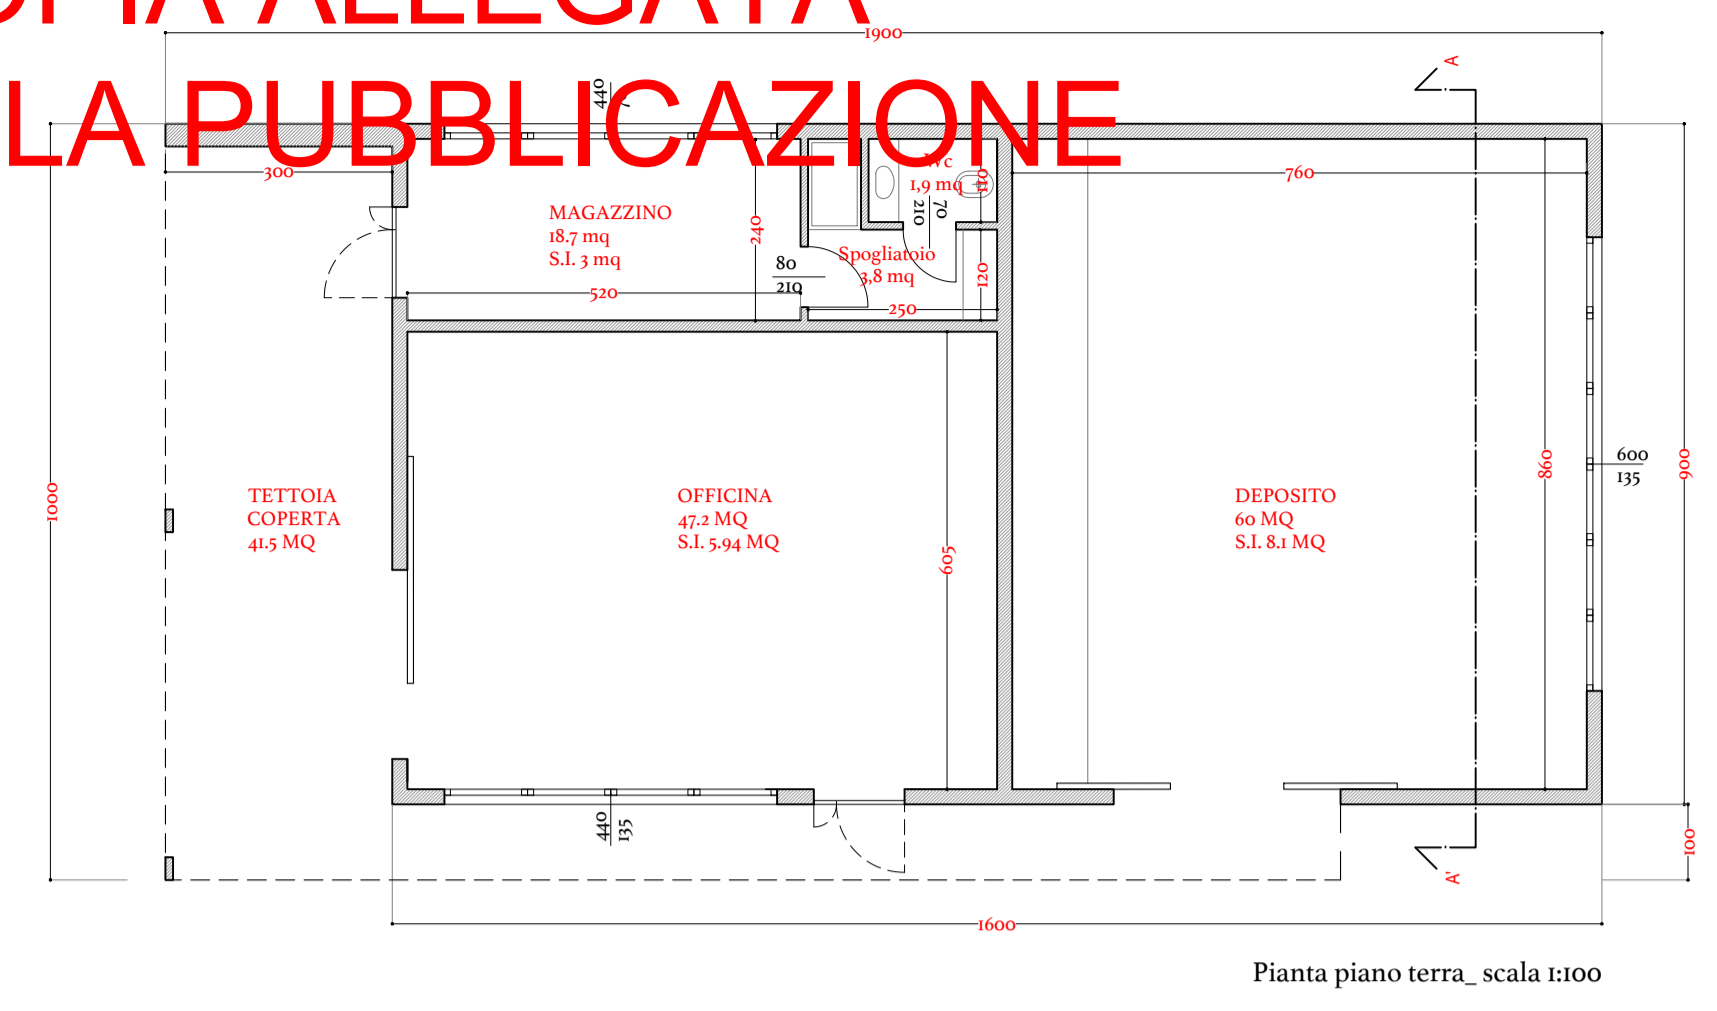 COPIA ALLEGATA
1900
A
LA PUBBLICAZIONE
440
300
760
Wc
1,9 mq
110
70
210
MAGAZZINO
18.7 mq
S.I. 3 mq
240
80
210
Spogliatoio
3,8 mq
120
520
250
1000
TETTOIA
COPERTA
41.5 MQ
OFFICINA
47.2 MQ
S.I. 5.94 MQ
605
DEPOSITO
60 MQ
S.I. 8.1 MQ
860
600
135
900
440
135
100
A'
1600
Pianta piano terra_ scala 1:100